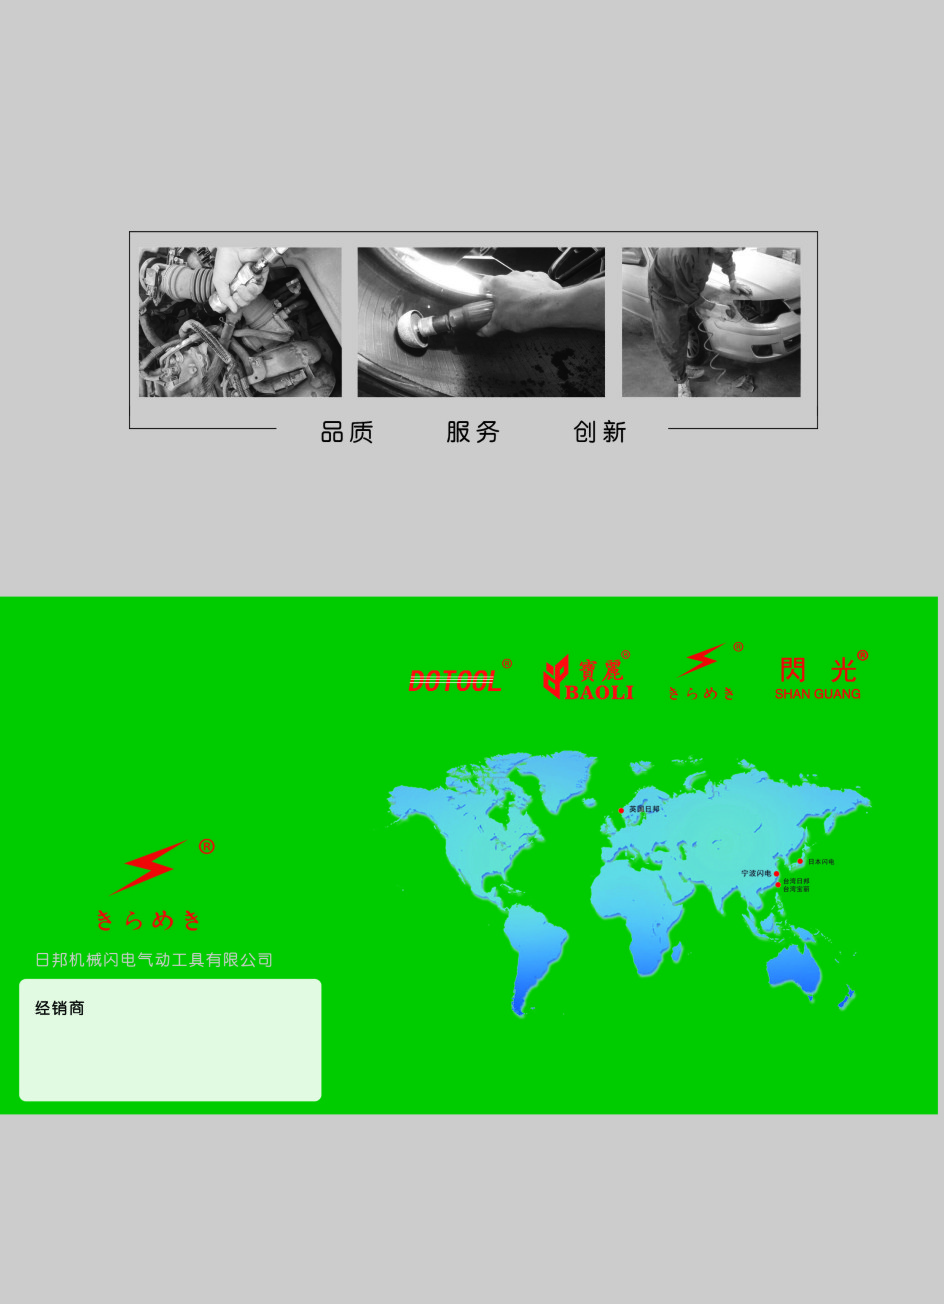 品质 服务 创新
DOTOOL®
寶麗®
BAOLI
®
きらめき
閃光®
SHAN GUANG
英国日邦
日本闪电
宁波闪电
台湾日邦
台湾宝丽
®
きらめき
日邦机械闪电气动工具有限公司
经销商